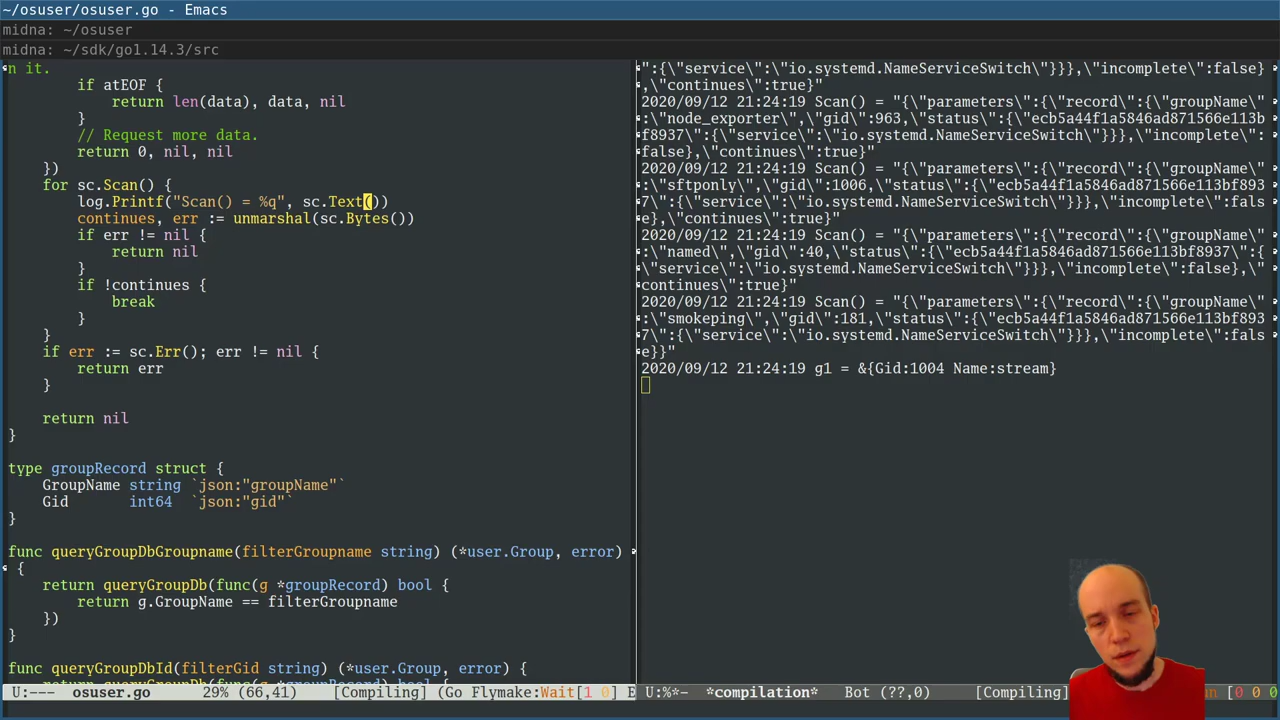 ~/osuser/osuser.go - Emacs
midna: ~/osuser
midna: ~/sdk/go1.14.3/src
n it.
if atEOF {
return len(data), data, nil
}
// Request more data.
return 0, nil, nil
})
for sc.Scan() {
log.Printf("Scan() = %q", sc.Text())
continues, err := unmarshal(sc.Bytes())
if err != nil {
return nil
}
if !continues {
break
}
}
if err := sc.Err(); err != nil {
return err
}
return nil
}
type groupRecord struct {
GroupName string `json:"groupName"`
Gid int64 `json:"gid"`
}
func queryGroupDbGroupname(filterGroupname string) (*user.Group, error)
{
return queryGroupDb(func(g *groupRecord) bool {
return g.GroupName == filterGroupname
})
}
func queryGroupDbId(filterGid string) (*user.Group, error) {
return queryGroupDb(func(g *groupRecord) bool {
U:--- osuser.go 29% (66,41) [Compiling] (Go Flymake:Wait[1 0] E
":{\"service\":\"io.systemd.NameServiceSwitch\"}}},\"incomplete\":false}
,\"continues\":true}"
2020/09/12 21:24:19 Scan() = "{\"parameters\":{\"record\":{\"groupName\"
:\"node_exporter\",\"gid\":963,\"status\":{\"ecb5a44f1a5846ad871566e113b
f8937\":{\"service\":\"io.systemd.NameServiceSwitch\"}}},\"incomplete\":
false},\"continues\":true}"
2020/09/12 21:24:19 Scan() = "{\"parameters\":{\"record\":{\"groupName\"
:\"sftponly\",\"gid\":1006,\"status\":{\"ecb5a44f1a5846ad871566e113bf893
7\":{\"service\":\"io.systemd.NameServiceSwitch\"}}},\"incomplete\":fals
e},\"continues\":true}"
2020/09/12 21:24:19 Scan() = "{\"parameters\":{\"record\":{\"groupName\"
:\"named\",\"gid\":40,\"status\":{\"ecb5a44f1a5846ad871566e113bf8937\":{
\"service\":\"io.systemd.NameServiceSwitch\"}}},\"incomplete\":false},\"
continues\":true}"
2020/09/12 21:24:19 Scan() = "{\"parameters\":{\"record\":{\"groupName\"
:\"smokeping\",\"gid\":181,\"status\":{\"ecb5a44f1a5846ad871566e113bf893
7\":{\"service\":\"io.systemd.NameServiceSwitch\"}}},\"incomplete\":fals
e}}"
2020/09/12 21:24:19 g1 = &{Gid:1004 Name:stream}
U:%*- *compilation* Bot (??,0) [Compiling] [0 0 0